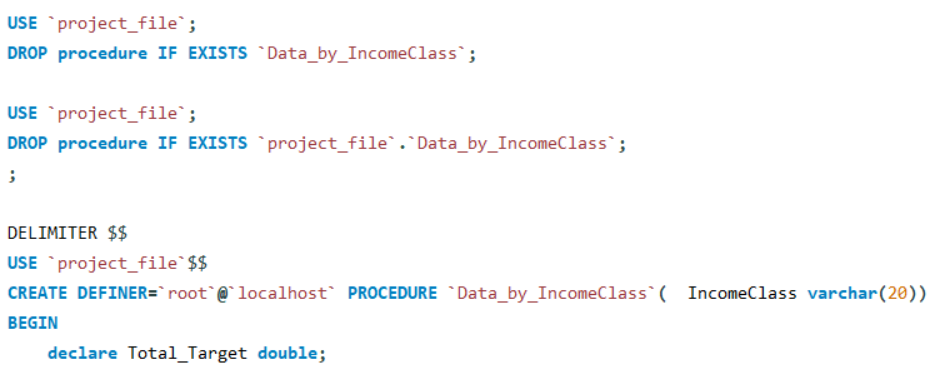 USE `project_file`;
DROP procedure IF EXISTS `Data_by_IncomeClass`;
USE `project_file`;
DROP procedure IF EXISTS `project_file`.`Data_by_IncomeClass`;
;
DELIMITER $$
USE `project_file`$$
CREATE DEFINER=`root`@`localhost` PROCEDURE `Data_by_IncomeClass`(  IncomeClass varchar(20))
BEGIN
    declare Total_Target double;